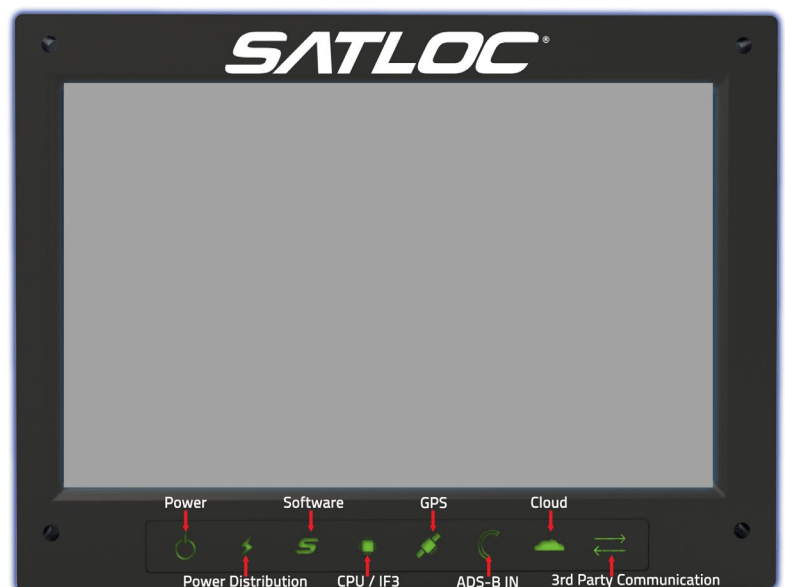 SATLOC®
Power Software GPS Cloud
Power Distribution CPU / IF3 ADS-B IN 3rd Party Communication